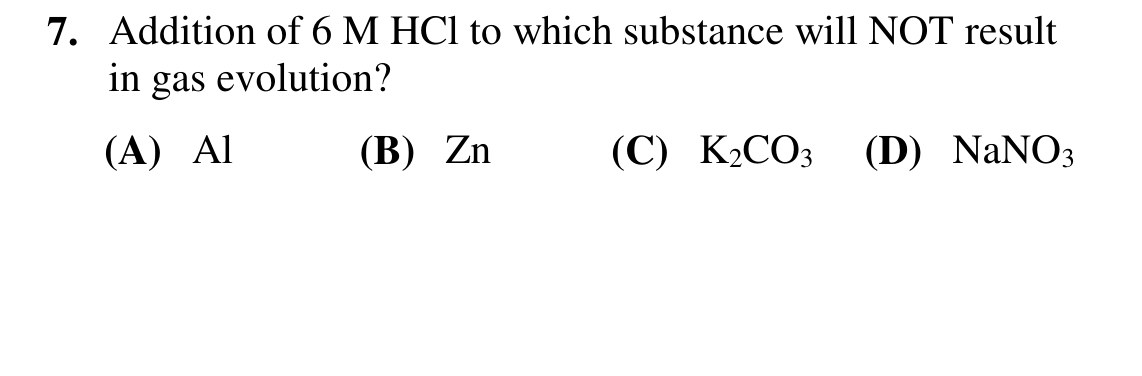 7. Addition of 6 M HCl to which substance will NOT result
in gas evolution?
(A) Al (B) Zn (C) K₂CO₃ (D) NaNO₃